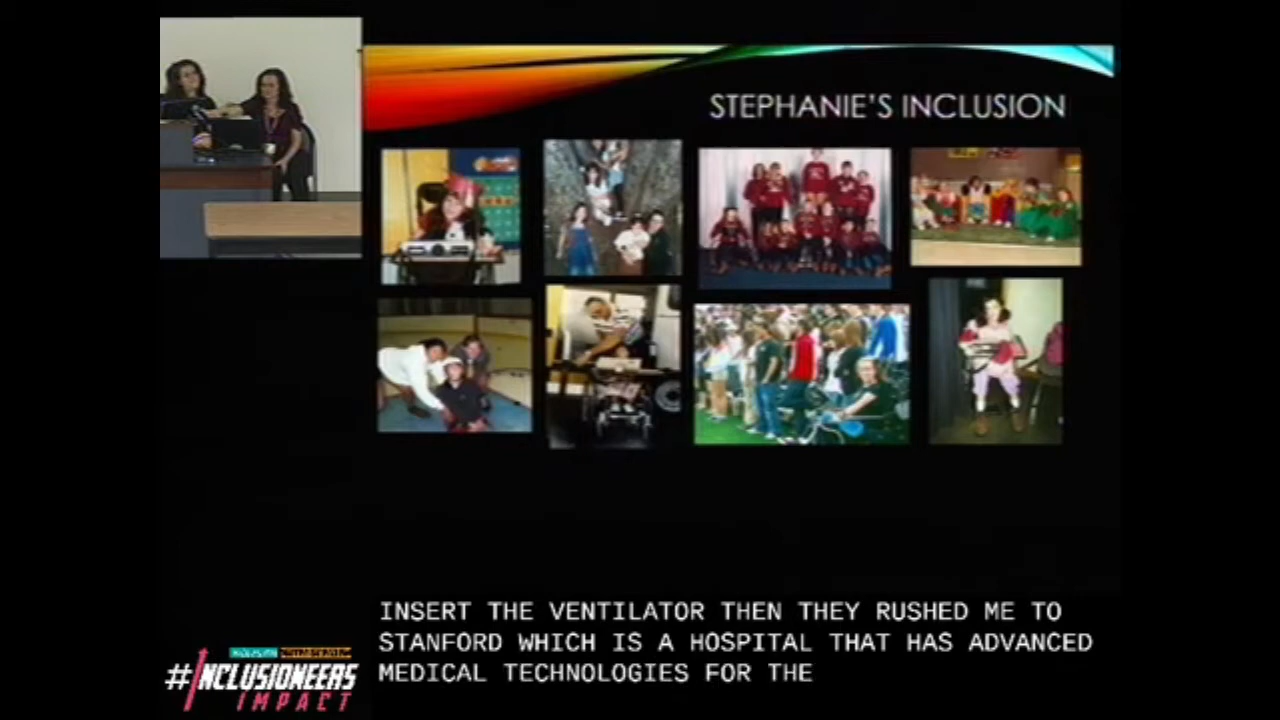 STEPHANIE'S INCLUSION
INSERT THE VENTILATOR THEN THEY RUSHED ME TO
STANFORD WHICH IS A HOSPITAL THAT HAS ADVANCED
MEDICAL TECHNOLOGIES FOR THE
#INCLUSIONEERS
IMPACT